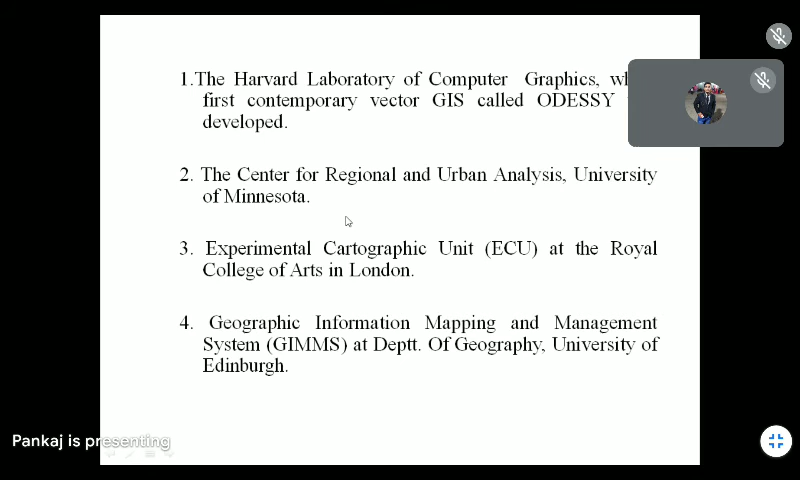 1.The Harvard Laboratory of Computer Graphics,
first contemporary vector GIS called ODESSY
developed.
2. The Center for Regional and Urban Analysis, University
of Minnesota.
3. Experimental Cartographic Unit (ECU) at the Royal
College of Arts in London.
4. Geographic Information Mapping and Management
System (GIMMS) at Deptt. Of Geography, University of
Edinburgh.
Pankaj is presenting